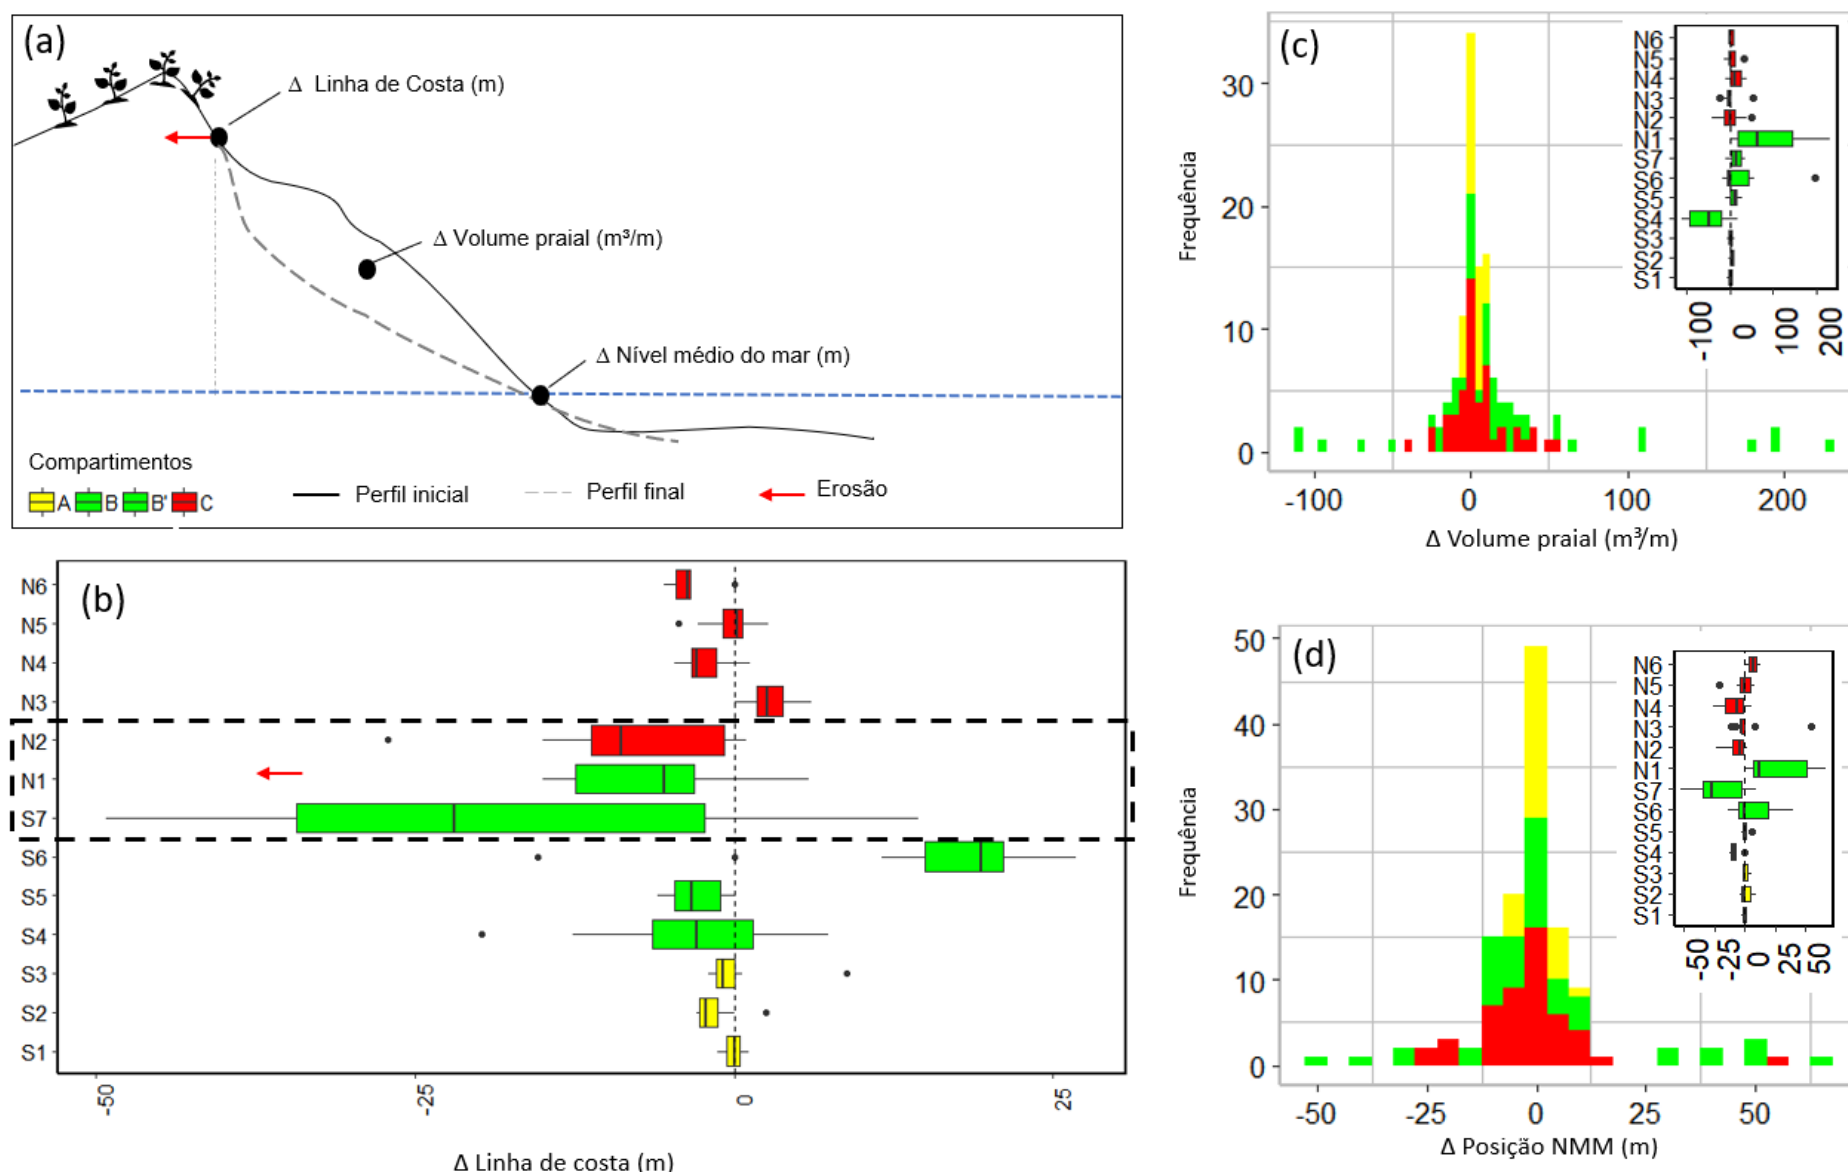 (a)
Δ Linha de Costa (m)
Δ Volume praial (m³/m)
Δ Nível médio do mar (m)
Compartimentos
A B B' C
Perfil inicial
Perfil final
Erosão
(b)
N6
N5
N4
N3
N2
N1
S7
S6
S5
S4
S3
S2
S1
-50 -25 0 25
Δ Linha de costa (m)
(c)
Frequência
30
20
10
0
-100 0 100 200
Δ Volume praial (m³/m)
N6
N5
N4
N3
N2
N1
S7
S6
S5
S4
S3
S2
S1
-100 0 100 200
(d)
Frequência
50
40
30
20
10
0
-50 -25 0 25 50
Δ Posição NMM (m)
N6
N5
N4
N3
N2
N1
S7
S6
S5
S4
S3
S2
S1
-50 -25 0 25 50